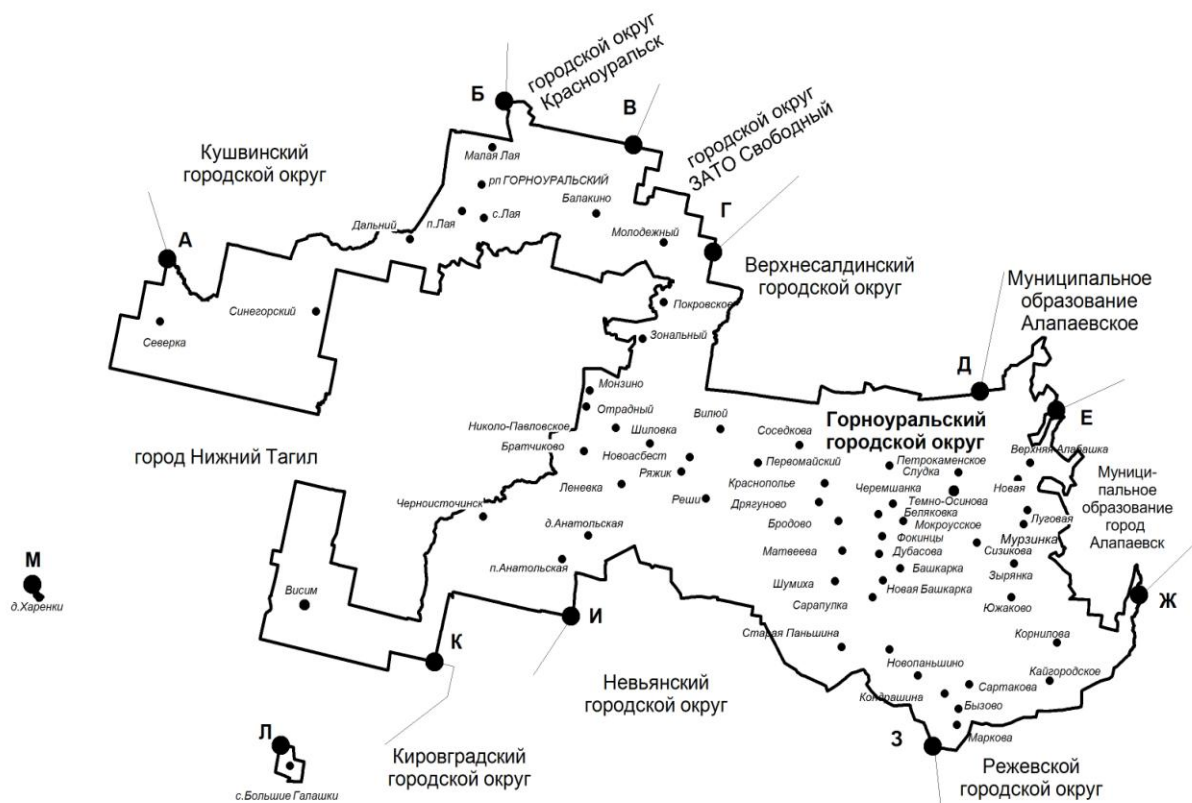 городской округ
Красноуральск
Б
В
городской округ
ЗАТО Свободный
Кушвинский
городской округ
Малая Лая
рп ГОРНОУРАЛЬСКИЙ
Балакино
п.Лая
с.Лая
Дальний
Молодежный
Г
А
Верхнесалдинский
городской округ
Муниципальное
образование
Алапаевское
Синегорский
Северка
Покровское
Зональный
Д
Е
Монзино
Отрадный
Николо-Павловское
Шиловка
Вилюй
Братчиково
Новоасбест
Соседкова
Горноуральский
городской округ
Верхняя Алабашка
город Нижний Тагил
Первомайский
Петрокаменское
Слудка
Ряжик
Леневка
Краснополье
Черемшанка
Новая
Муници-
пальное
образование
город
Алапаевск
Реши
Дрягуново
Темно-Осинова
Беляковка
Черноисточинск
Бродово
Мокроусское
Луговая
д.Анатольская
Фокинцы
Мурзинка
Матвеева
Дубасова
Сизикова
п.Анатольская
Башкарка
Зырянка
М
д.Харенки
Висим
Шумиха
Новая Башкарка
Сарапулка
Южаково
Ж
И
К
Старая Паньшина
Корнилова
Новопаньшино
Кайгородское
Невьянский
городской округ
Кондрашина
Сартакова
Бызово
Л
З
Маркова
Кировградский
городской округ
Режевской
городской округ
с.Большие Галашки